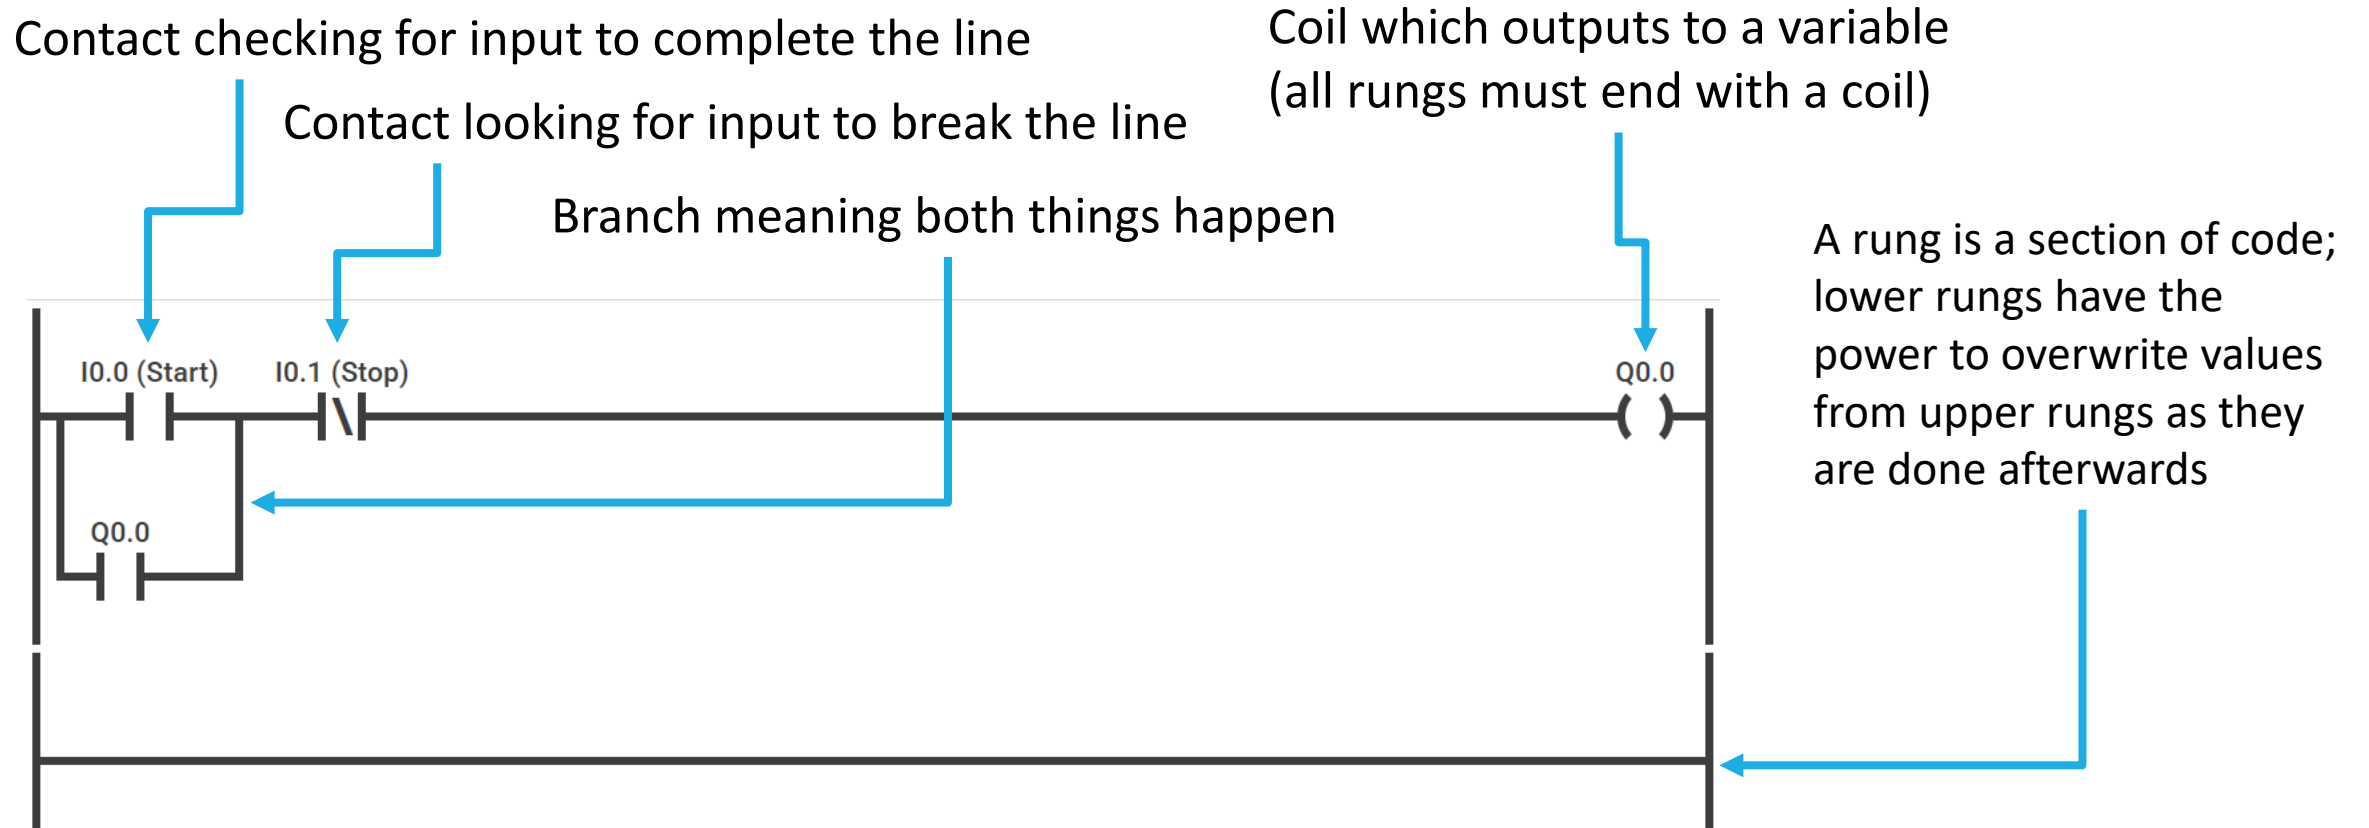 Contact checking for input to complete the line
Contact looking for input to break the line
Branch meaning both things happen
Coil which outputs to a variable
(all rungs must end with a coil)
A rung is a section of code;
lower rungs have the
power to overwrite values
from upper rungs as they
are done afterwards
I0.0 (Start)
I0.1 (Stop)
Q0.0
Q0.0